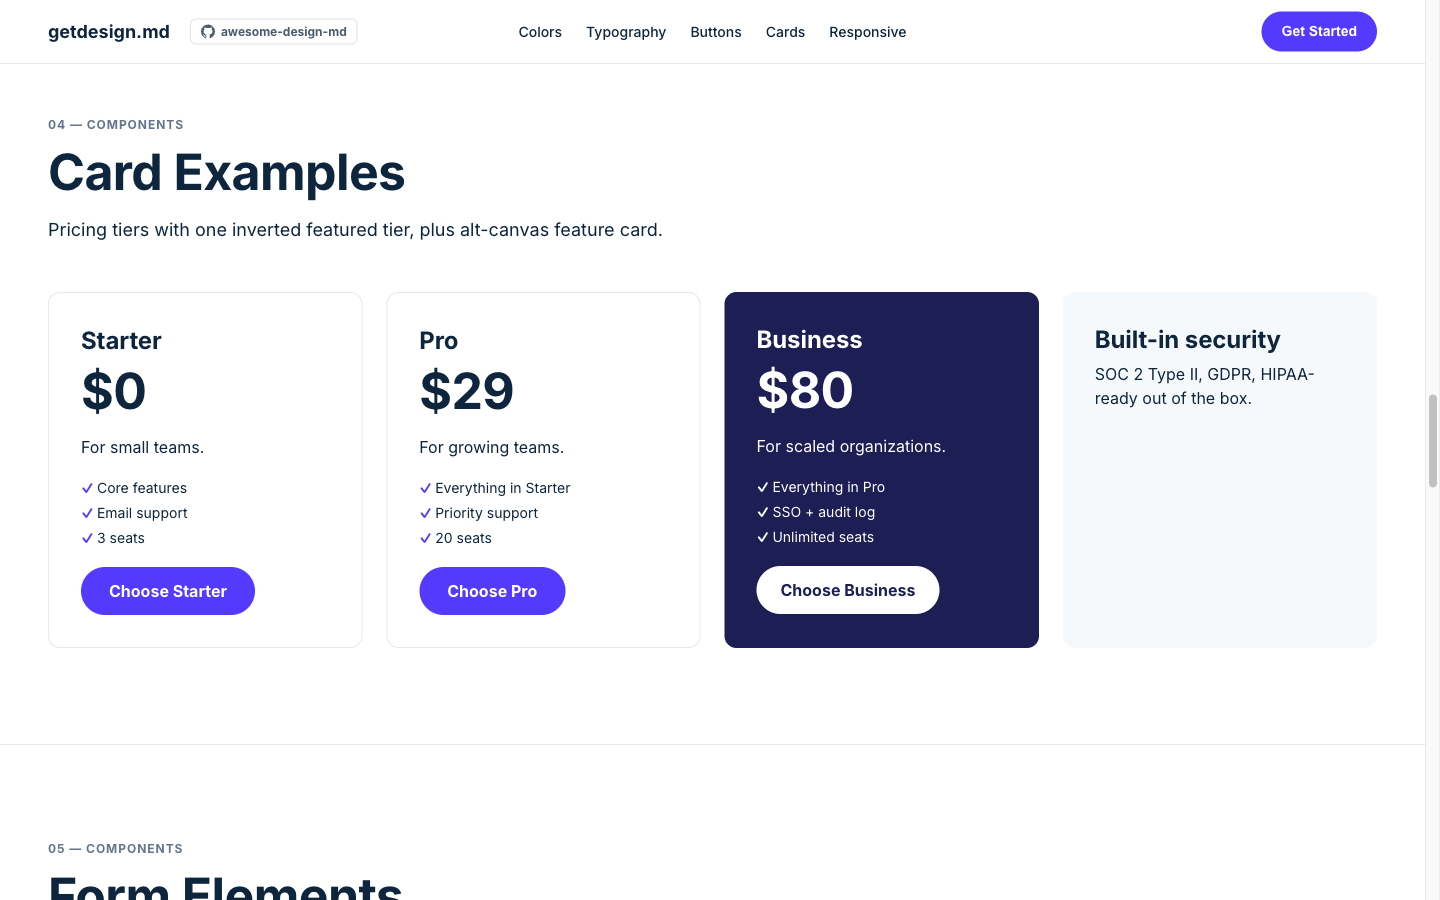 getdesign.md
awesome-design-md
Colors
Typography
Buttons
Cards
Responsive
Get Started
04 — COMPONENTS
Card Examples
Pricing tiers with one inverted featured tier, plus alt-canvas feature card.
Starter
$0
For small teams.
Core features
Email support
3 seats
Choose Starter
Pro
$29
For growing teams.
Everything in Starter
Priority support
20 seats
Choose Pro
Business
$80
For scaled organizations.
Everything in Pro
SSO + audit log
Unlimited seats
Choose Business
Built-in security
SOC 2 Type II, GDPR, HIPAA-
ready out of the box.
05 — COMPONENTS
Form Elements